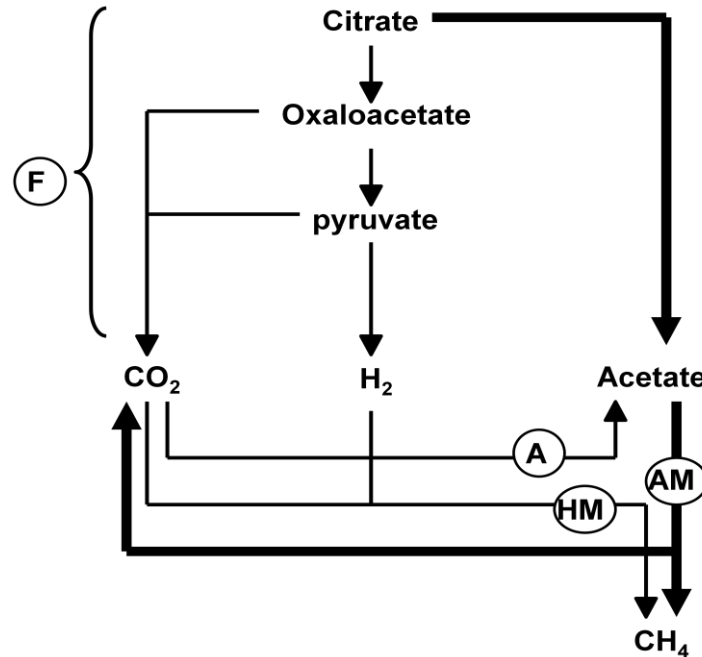 Citrate
Oxaloacetate
F
pyruvate
CO₂ H₂ Acetate
A
AM
HM
CH₄